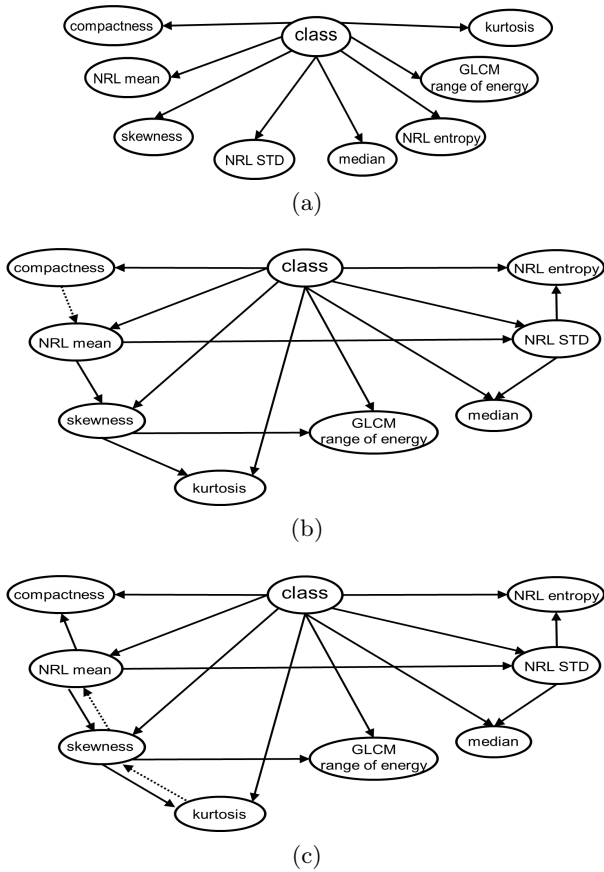 compactness
class
kurtosis
NRL mean
GLCM
range of energy
skewness
NRL entropy
NRL STD
median
(a)
compactness
class
NRL entropy
NRL mean
NRL STD
skewness
GLCM
range of energy
median
kurtosis
(b)
compactness
class
NRL entropy
NRL mean
NRL STD
skewness
GLCM
range of energy
median
kurtosis
(c)